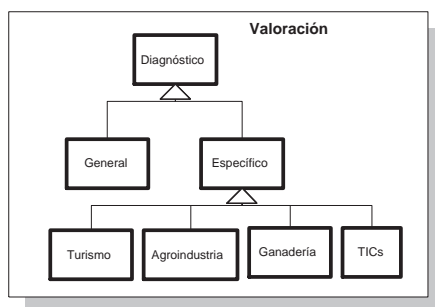 Valoración
Diagnóstico
General
Específico
Turismo
Agroindustria
Ganadería
TICs